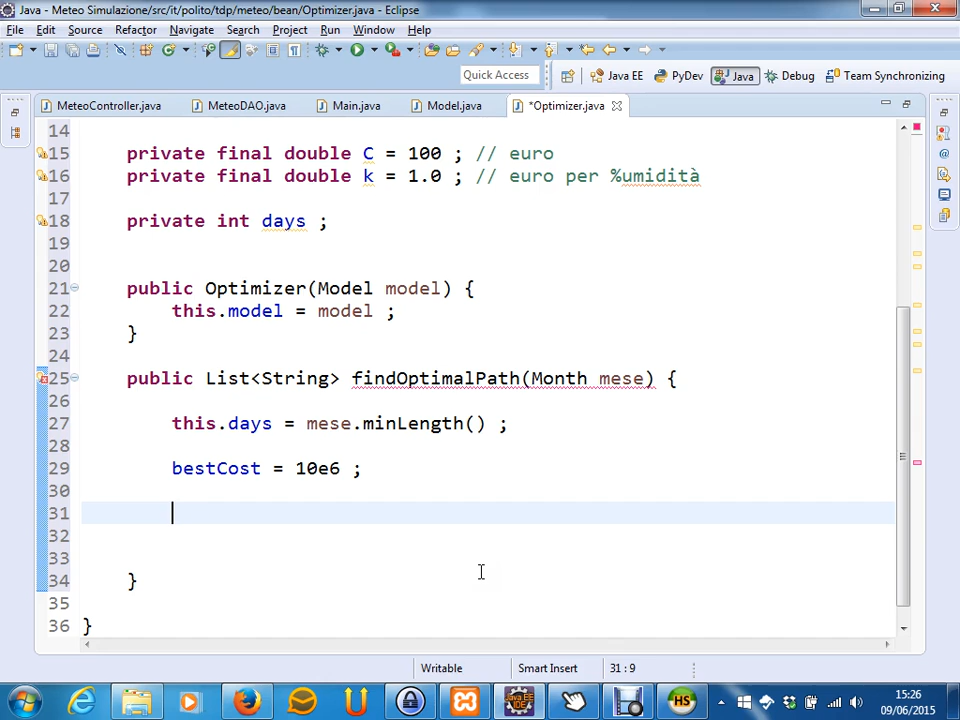 Java - Meteo Simulazione/src/it/polito/tdp/meteo/bean/Optimizer.java - Eclipse
File Edit Source Refactor Navigate Search Project Run Window Help
Quick Access Java EE PyDev Java Debug Team Synchronizing
MeteoController.java MeteoDAO.java Main.java Model.java *Optimizer.java
14
15 private final double C = 100 ; // euro
16 private final double k = 1.0 ; // euro per %umidità
17
18 private int days ;
19
20
21 public Optimizer(Model model) {
22 this.model = model ;
23 }
24
25 public List<String> findOptimalPath(Month mese) {
26
27 this.days = mese.minLength() ;
28
29 bestCost = 10e6 ;
30
31
32
33
34 }
35
36 }
Writable Smart Insert 31 : 9
Java EE IDE
HS
15:26
09/06/2015